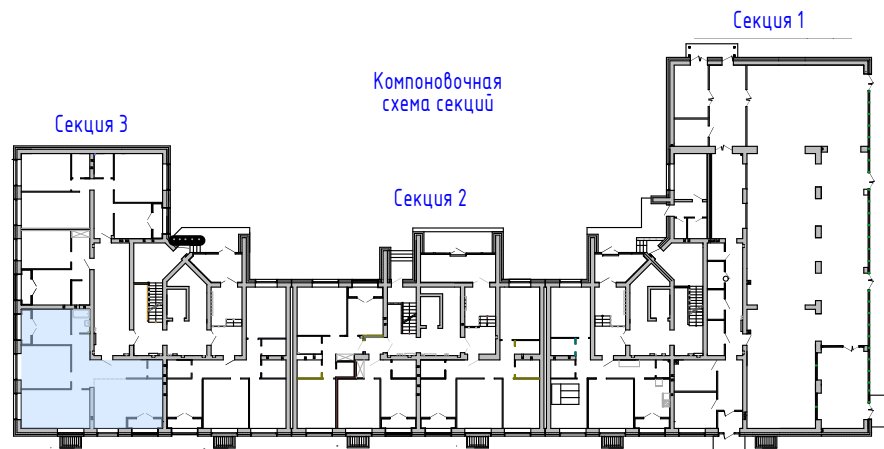 Секция 1
Компоновочная
схема секций
Секция 3
Секция 2